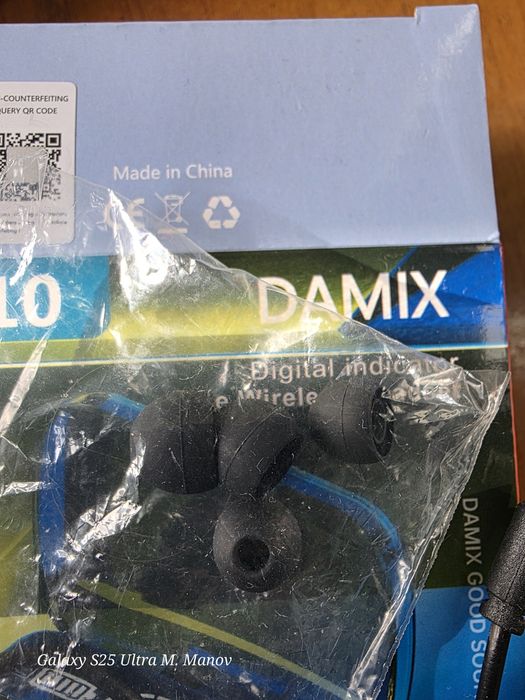 -COUNTERFEITING
QUERY QR CODE
Made in China
CE
10
DAMIX
Digital indicator
e Wirele
DAMIX GOOD SOU
Galaxy S25 Ultra M. Manov